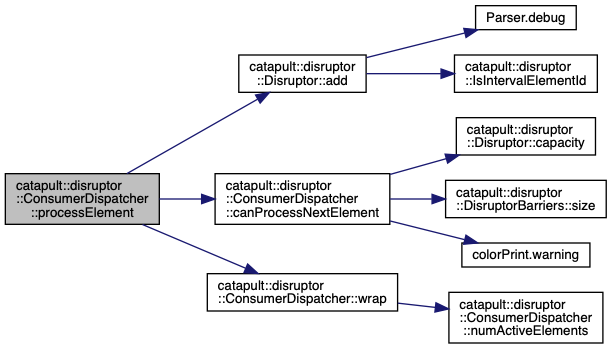 Parser.debug
catapult::disruptor
::Disruptor::add
catapult::disruptor
::IsIntervalElementId
catapult::disruptor
::Disruptor::capacity
catapult::disruptor
::ConsumerDispatcher
::processElement
catapult::disruptor
::ConsumerDispatcher
::canProcessNextElement
catapult::disruptor
::DisruptorBarriers::size
colorPrint.warning
catapult::disruptor
::ConsumerDispatcher::wrap
catapult::disruptor
::ConsumerDispatcher
::numActiveElements